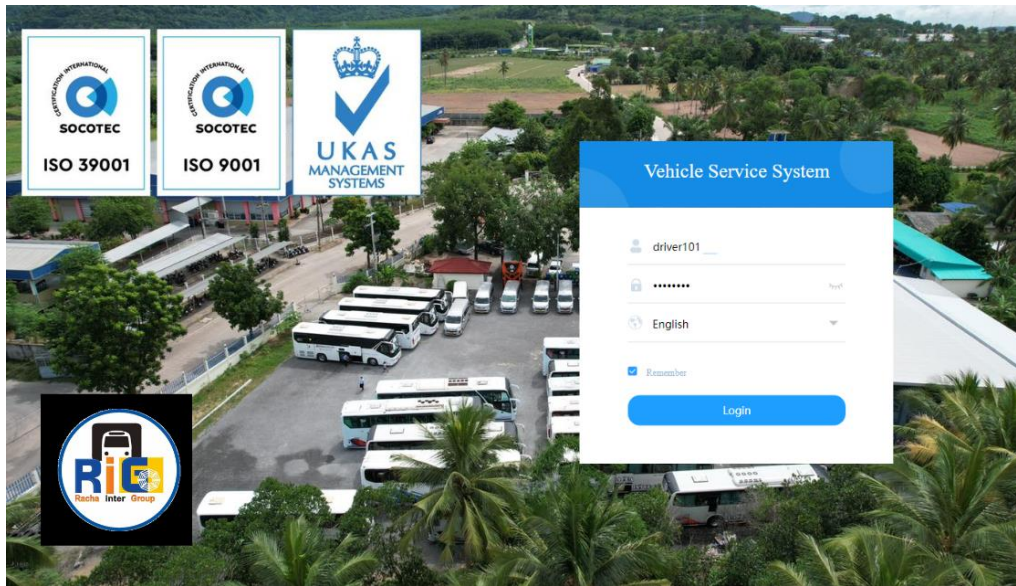 CERTIFICATION INTERNATIONAL
SOCOTEC
ISO 39001
CERTIFICATION INTERNATIONAL
SOCOTEC
ISO 9001
UKAS
MANAGEMENT
SYSTEMS
Vehicle Service System
driver101
••••••••
English
Remember
Login
RIG
Racha Inter Group